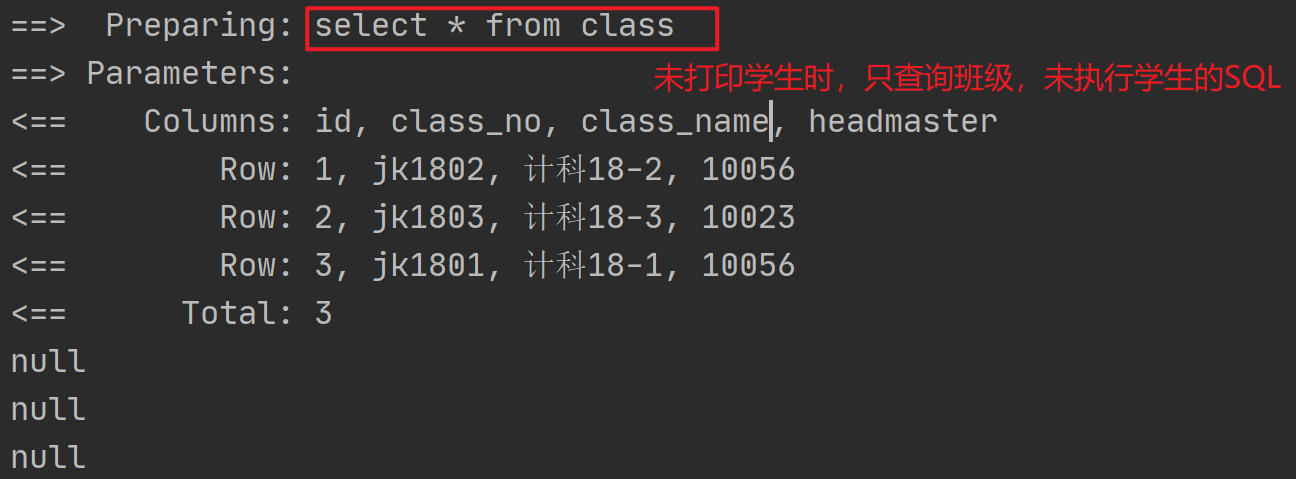 ==>  Preparing: select * from class
==> Parameters:
未打印学生时，只查询班级，未执行学生的SQL
<==    Columns: id, class_no, class_name, headmaster
<==        Row: 1, jk1802, 计科18-2, 10056
<==        Row: 2, jk1803, 计科18-3, 10023
<==        Row: 3, jk1801, 计科18-1, 10056
<==      Total: 3
null
null
null